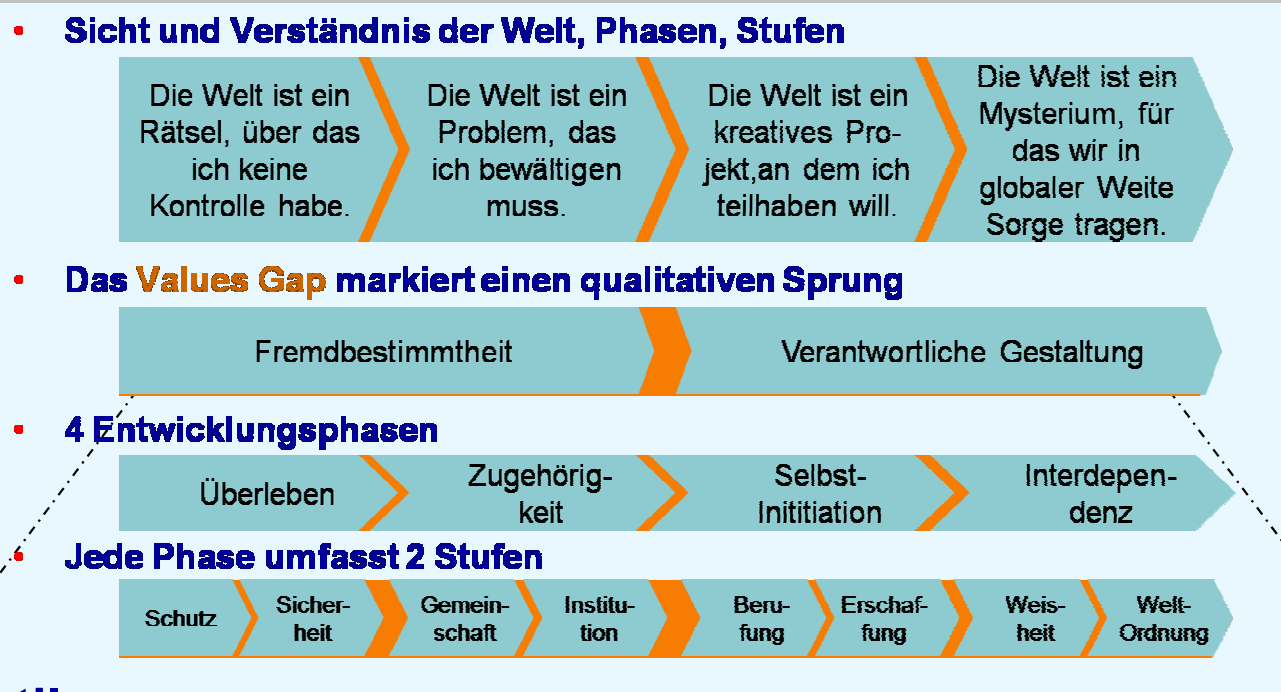 • Sicht und Verständnis der Welt, Phasen, Stufen
Die Welt ist ein
Rätsel, über das
ich keine
Kontrolle habe.
Die Welt ist ein
Problem, das
ich bewältigen
muss.
Die Welt ist ein
kreatives Pro-
jekt,an dem ich
teilhaben will.
Die Welt ist ein
Mysterium, für
das wir in
globaler Weite
Sorge tragen.
• Das Values Gap markiert einen qualitativen Sprung
Fremdbestimmtheit
Verantwortliche Gestaltung
• 4 Entwicklungsphasen
Überleben
Zugehörig-
keit
Selbst-
Inititiation
Interdepen-
denz
• Jede Phase umfasst 2 Stufen
Schutz
Sicher-
heit
Gemein-
schaft
Institu-
tion
Beru-
fung
Erschaf-
fung
Weis-
heit
Welt-
Ordnung